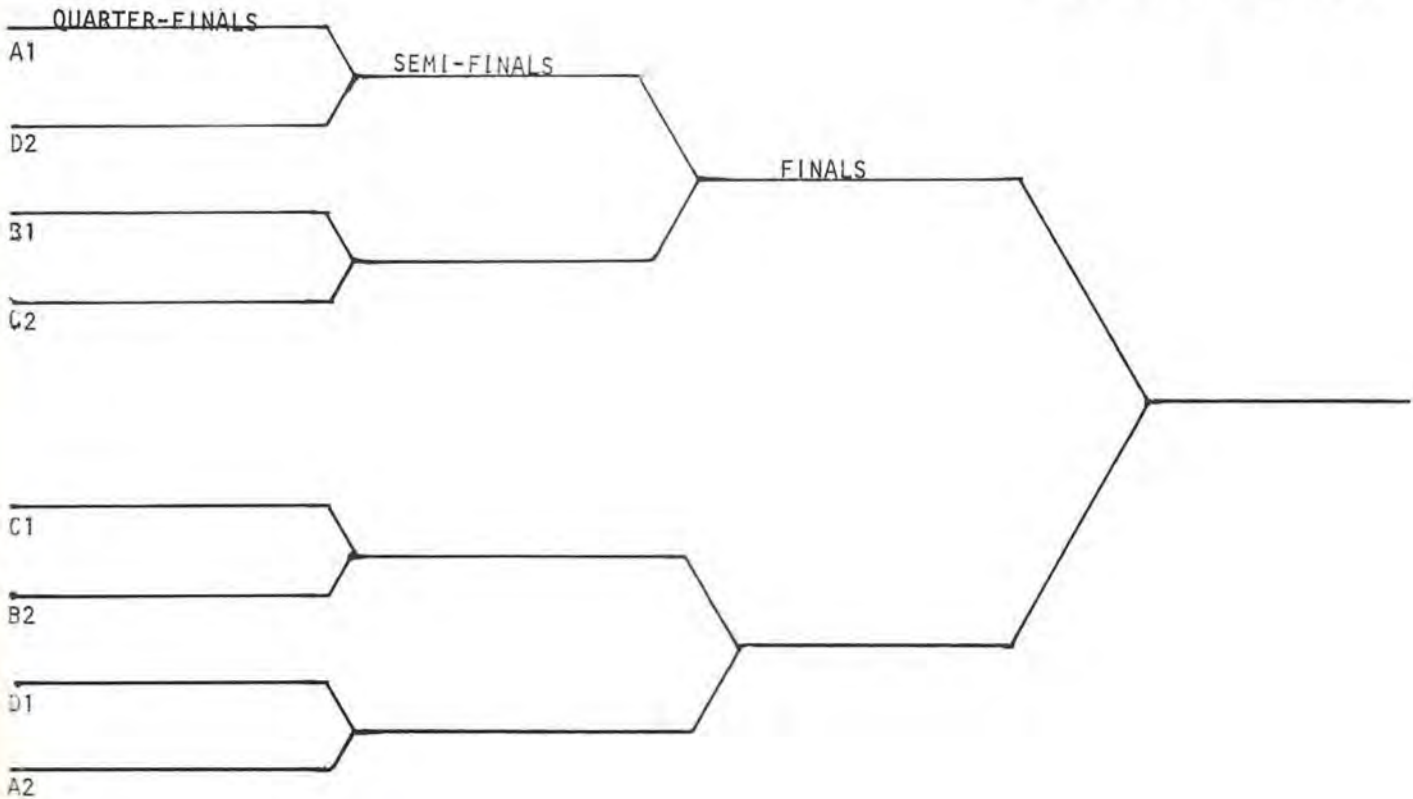 QUARTER-FINALS
A1
SEMI-FINALS
D2
FINALS
B1
C2
C1
B2
D1
A2